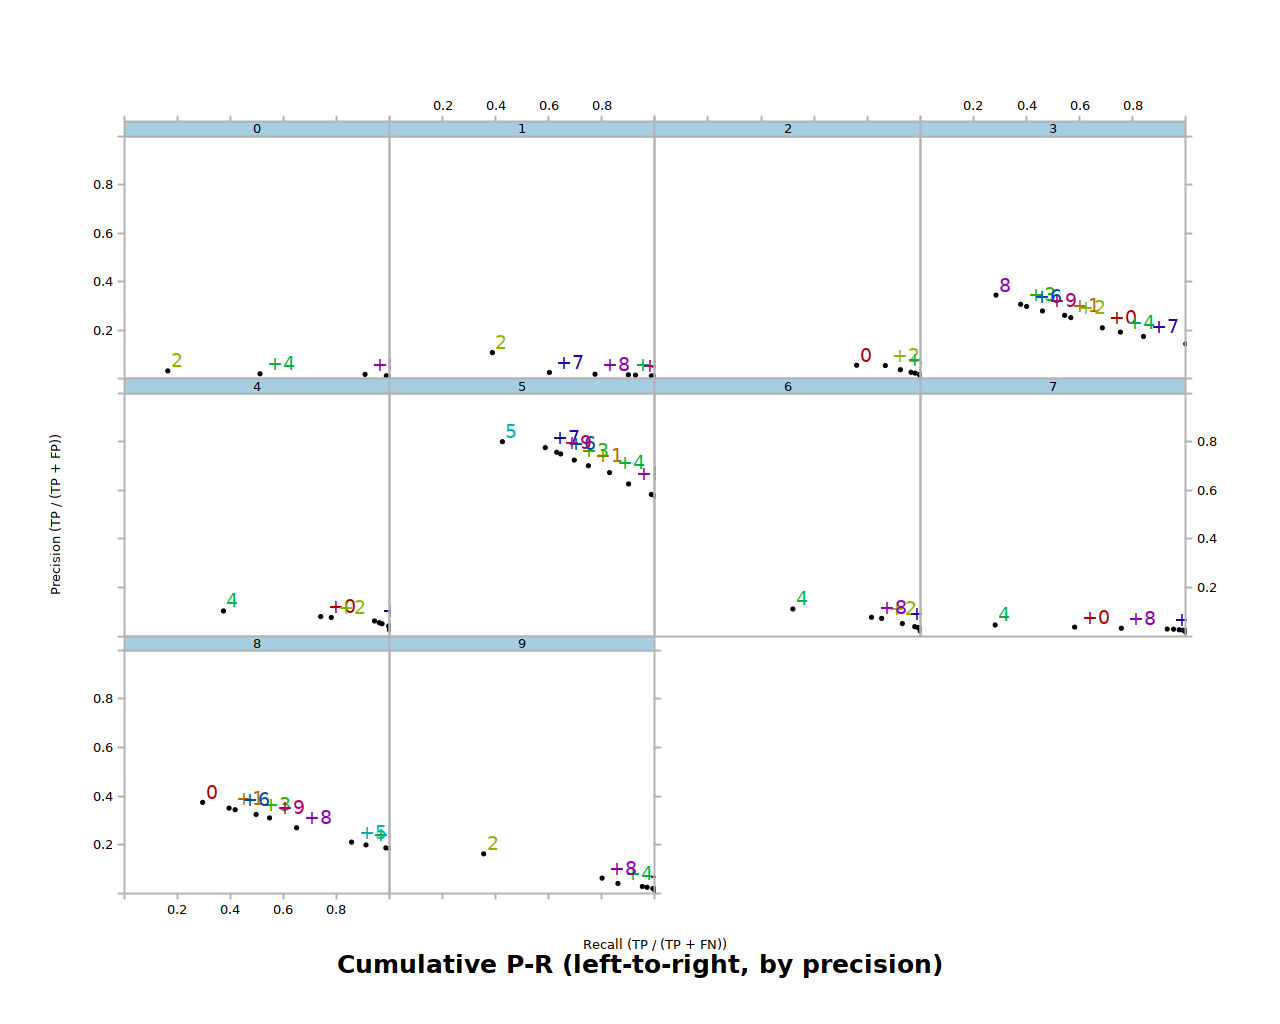 0.2 0.4 0.6 0.8 0.2 0.4 0.6 0.8
0 1 2 3
0.8
0.6
0.4
0.2
2 +4 +
2 +7 +8 + +
0 +2 +4
8 +3 +6 +9 +1 +2 +0 +4 +7
4 5 6 7
0.8
0.6
0.4
0.2
4 +0 +2
5 +7 +9 +6 +3 +1 +4 +
4 +8 +2 +
4 +0 +8 +
8 9
0.8
0.6
0.4
0.2
0 +1 +6 +3 +9 +8 +5 +
2 +8 +4
0.2 0.4 0.6 0.8
Precision (TP / (TP + FP))
Recall (TP / (TP + FN))
Cumulative P-R (left-to-right, by precision)